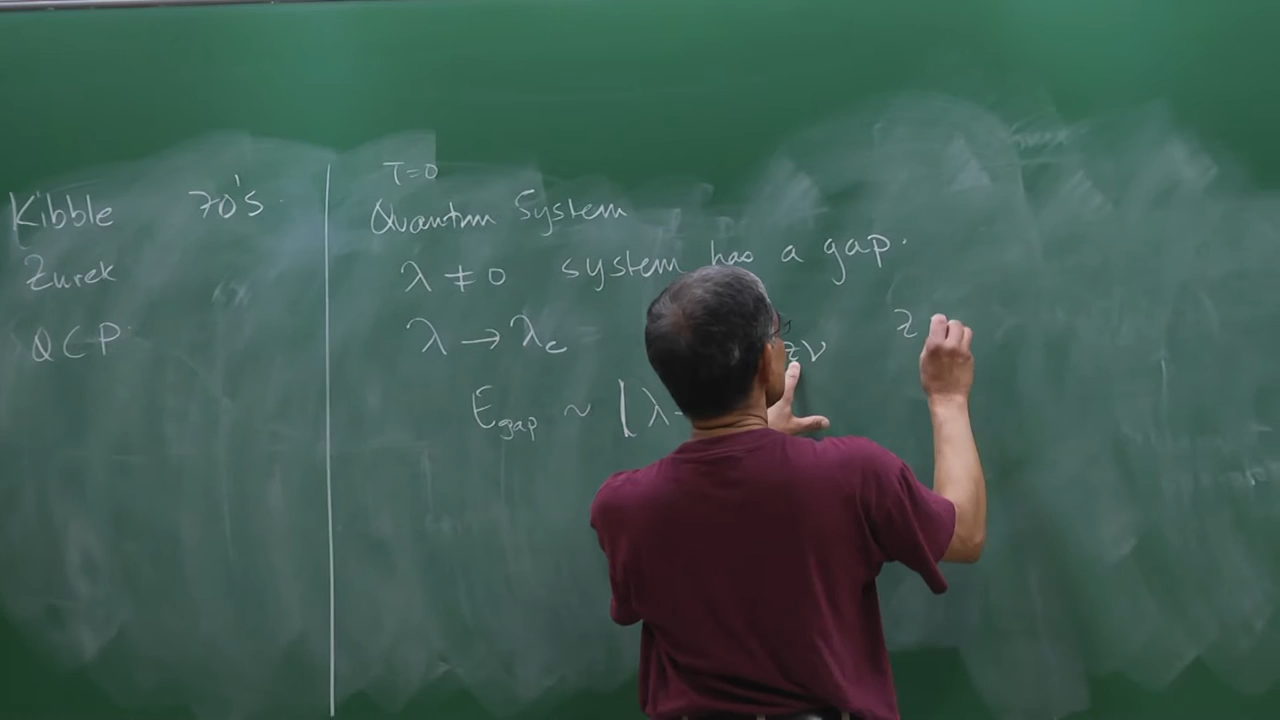 Kibble 70's
Zurek
QCP
T=0
Quantum System
λ ≠ 0 system has a gap.
λ → λc
zν
z
Egap ~ |λ-